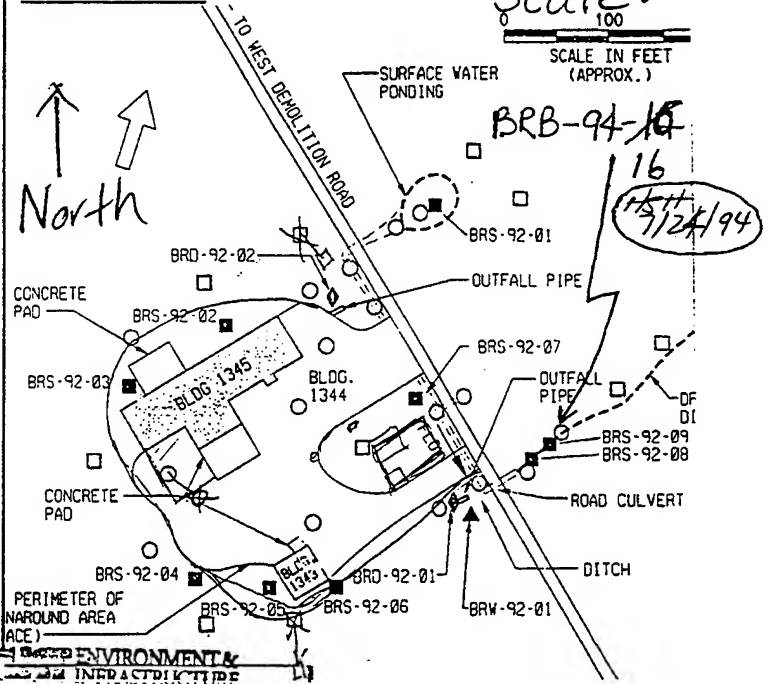 Scale
0 100
SCALE IN FEET
(APPROX.)
TO WEST DEMOLITION ROAD
SURFACE WATER
PONDING
BRB-94-16
16
7/24/94
North
BRS-92-01
BRD-92-02
OUTFALL PIPE
CONCRETE
PAD
BRS-92-02
BRS-92-07
BLDG 1345
BLDG.
1344
BRS-92-03
OUTFALL
PIPE
DI
BRS-92-09
BRS-92-08
CONCRETE
PAD
ROAD CULVERT
BLDG.
1343
BRS-92-04
BRD-92-01
DITCH
PERIMETER OF
NAROUND AREA
ACE)
BRS-92-05
BRS-92-06
BRW-92-01
ENVIRONMENT &
INFRASTRUCTURE